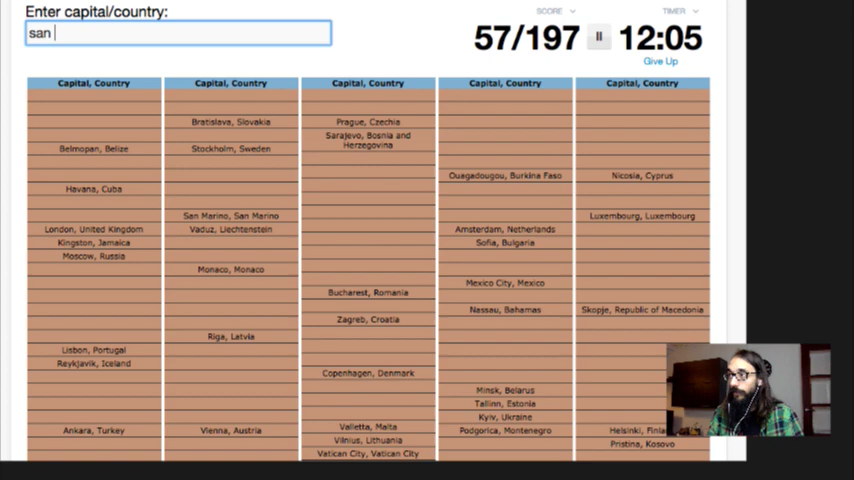 Enter capital/country:
san
SCORE
57/197
TIMER
12:05
Give Up
Capital, Country
Capital, Country
Capital, Country
Capital, Country
Capital, Country
Bratislava, Slovakia
Prague, Czechia
Sarajevo, Bosnia and
Herzegovina
Belmopan, Belize
Stockholm, Sweden
Ouagadougou, Burkina Faso
Nicosia, Cyprus
Havana, Cuba
San Marino, San Marino
Luxembourg, Luxembourg
London, United Kingdom
Vaduz, Liechtenstein
Amsterdam, Netherlands
Kingston, Jamaica
Sofia, Bulgaria
Moscow, Russia
Monaco, Monaco
Mexico City, Mexico
Bucharest, Romania
Nassau, Bahamas
Skopje, Republic of Macedonia
Zagreb, Croatia
Riga, Latvia
Lisbon, Portugal
Reykjavik, Iceland
Copenhagen, Denmark
Minsk, Belarus
Tallinn, Estonia
Kyiv, Ukraine
Ankara, Turkey
Vienna, Austria
Valletta, Malta
Podgorica, Montenegro
Helsinki, Finla
Vilnius, Lithuania
Pristina, Kosovo
Vatican City, Vatican City